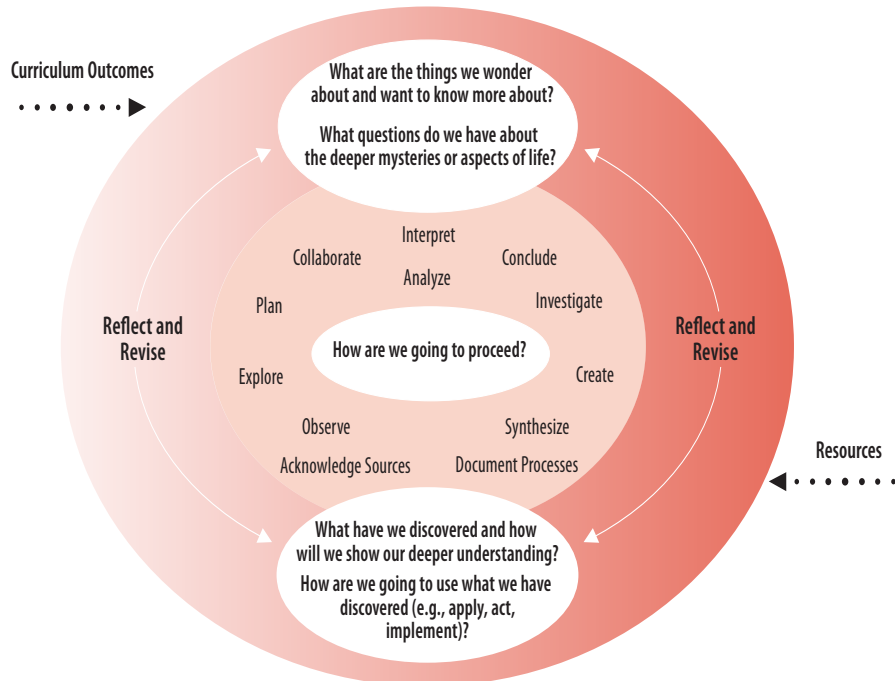 Curriculum Outcomes
What are the things we wonder
about and want to know more about?
What questions do we have about
the deeper mysteries or aspects of life?
Interpret
Collaborate
Conclude
Analyze
Plan
Investigate
Reflect and
Revise
How are we going to proceed?
Reflect and
Revise
Explore
Create
Observe
Synthesize
Acknowledge Sources
Document Processes
Resources
What have we discovered and how
will we show our deeper understanding?
How are we going to use what we have
discovered (e.g., apply, act,
implement)?